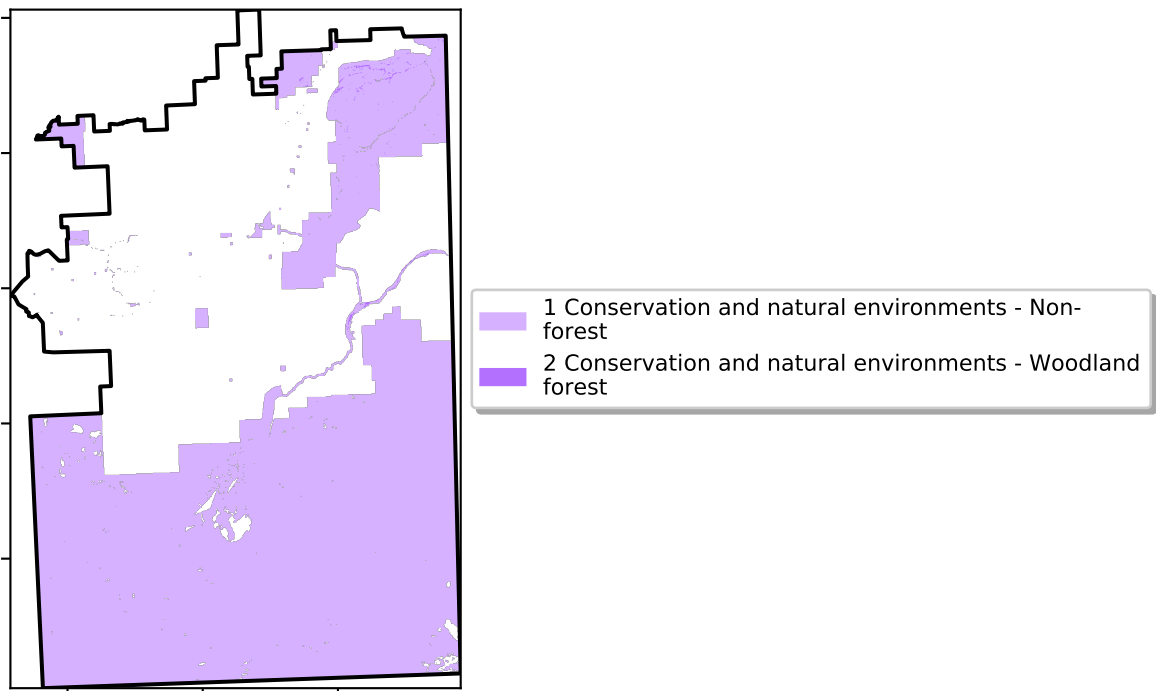 1 Conservation and natural environments - Non-
forest
2 Conservation and natural environments - Woodland
forest